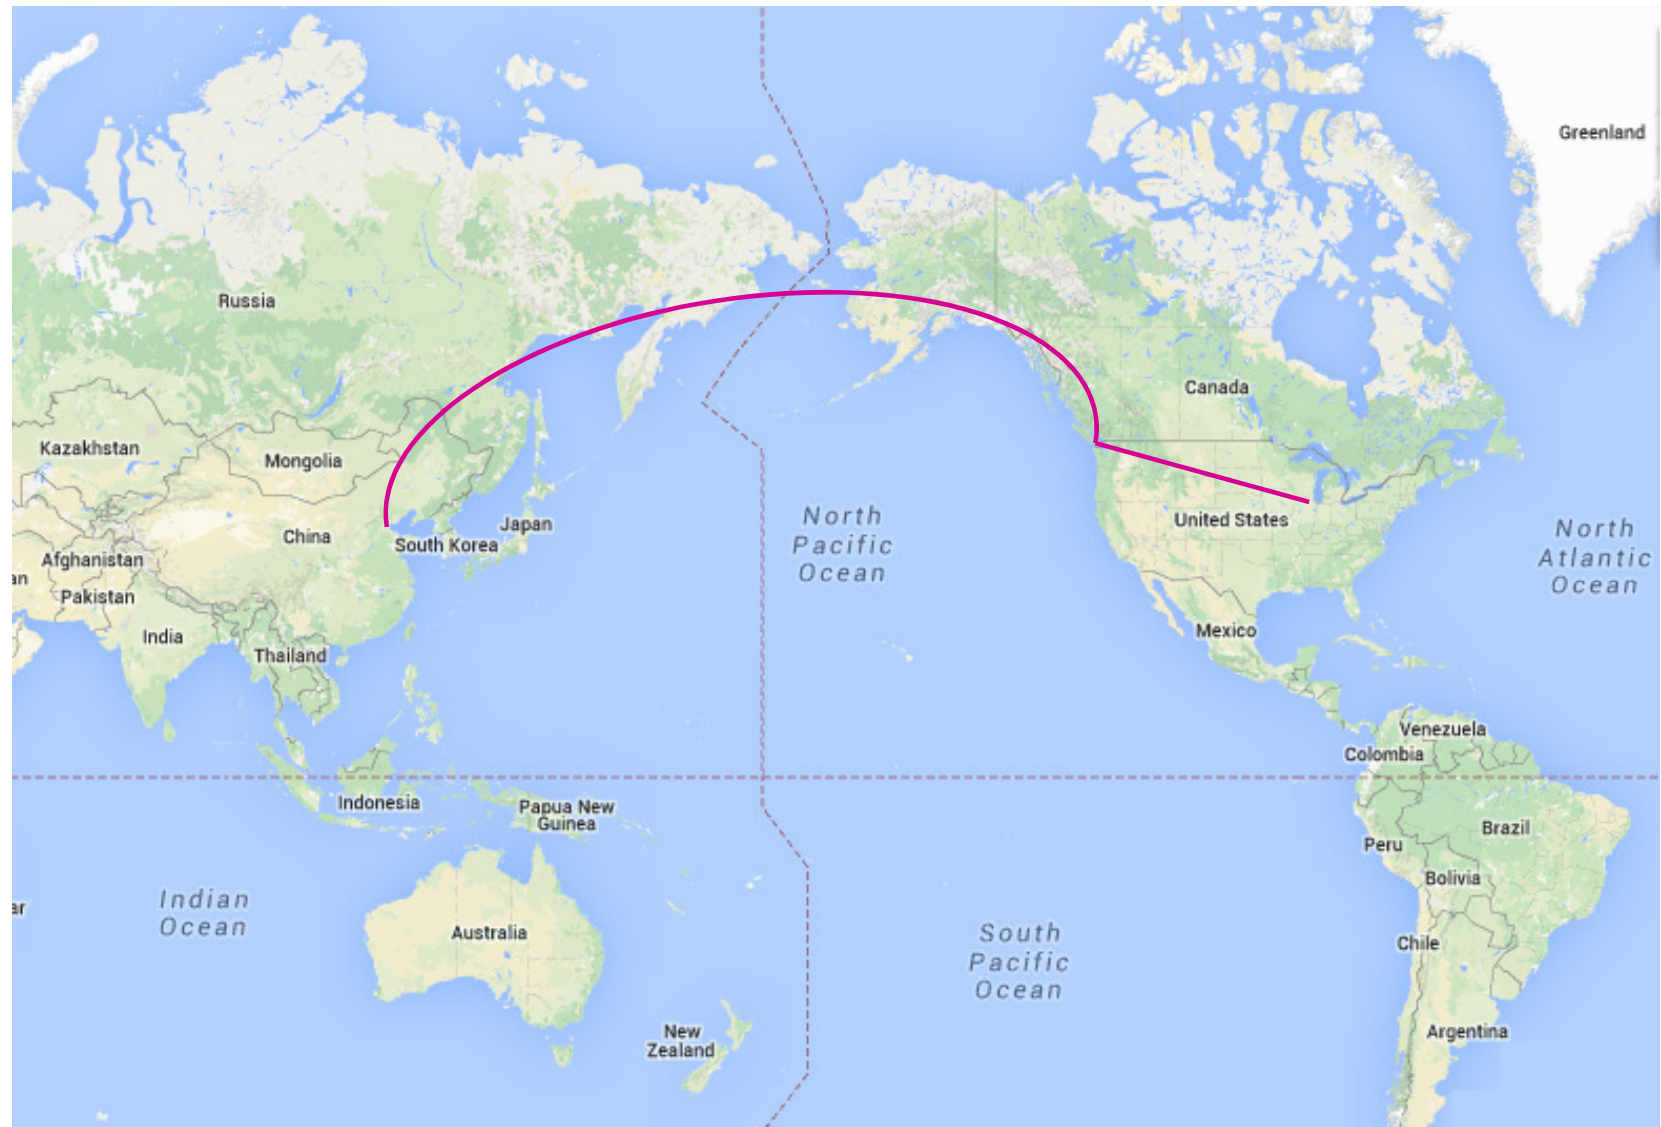 Greenland
Russia
Canada
Kazakhstan
Mongolia
North
Pacific
Ocean
United States
Japan
North
Atlantic
Ocean
China
South Korea
Afghanistan
an
Pakistan
India
Mexico
Thailand
Venezuela
Colombia
Indonesia
Papua New
Guinea
Brazil
Peru
Bolivia
Indian
Ocean
ar
Australia
South
Pacific
Ocean
Chile
New
Zealand
Argentina